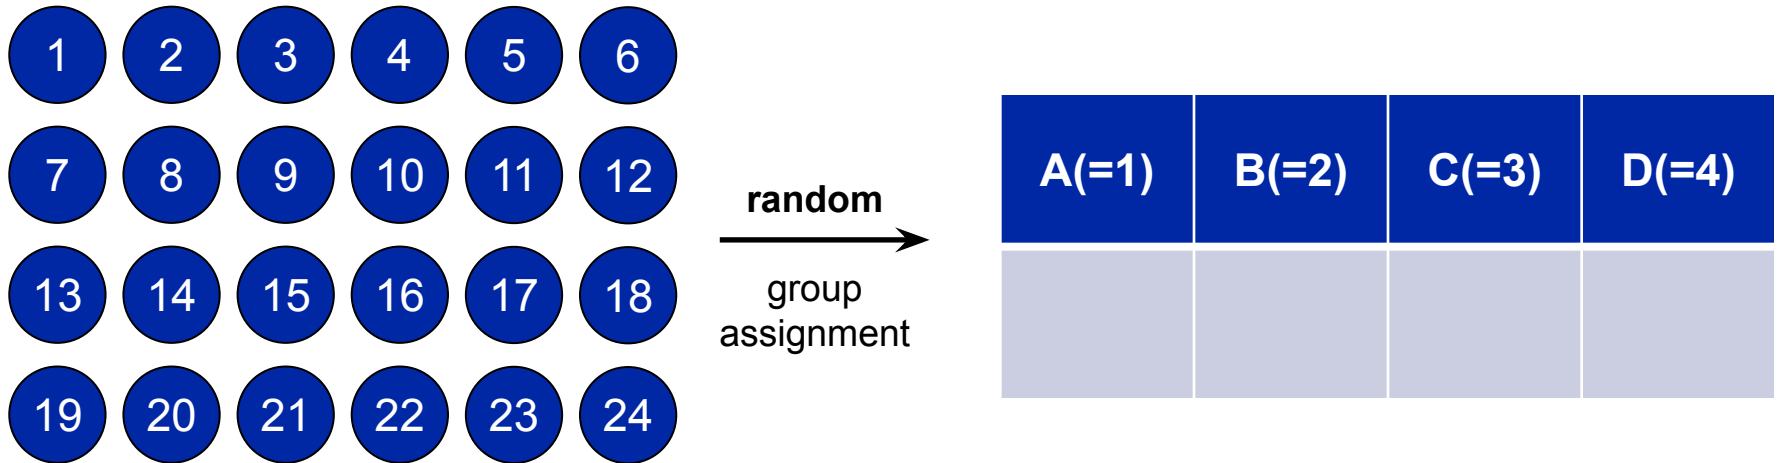 1 2 3 4 5 6
7 8 9 10 11 12
13 14 15 16 17 18
19 20 21 22 23 24
random
group
assignment
A(=1) B(=2) C(=3) D(=4)